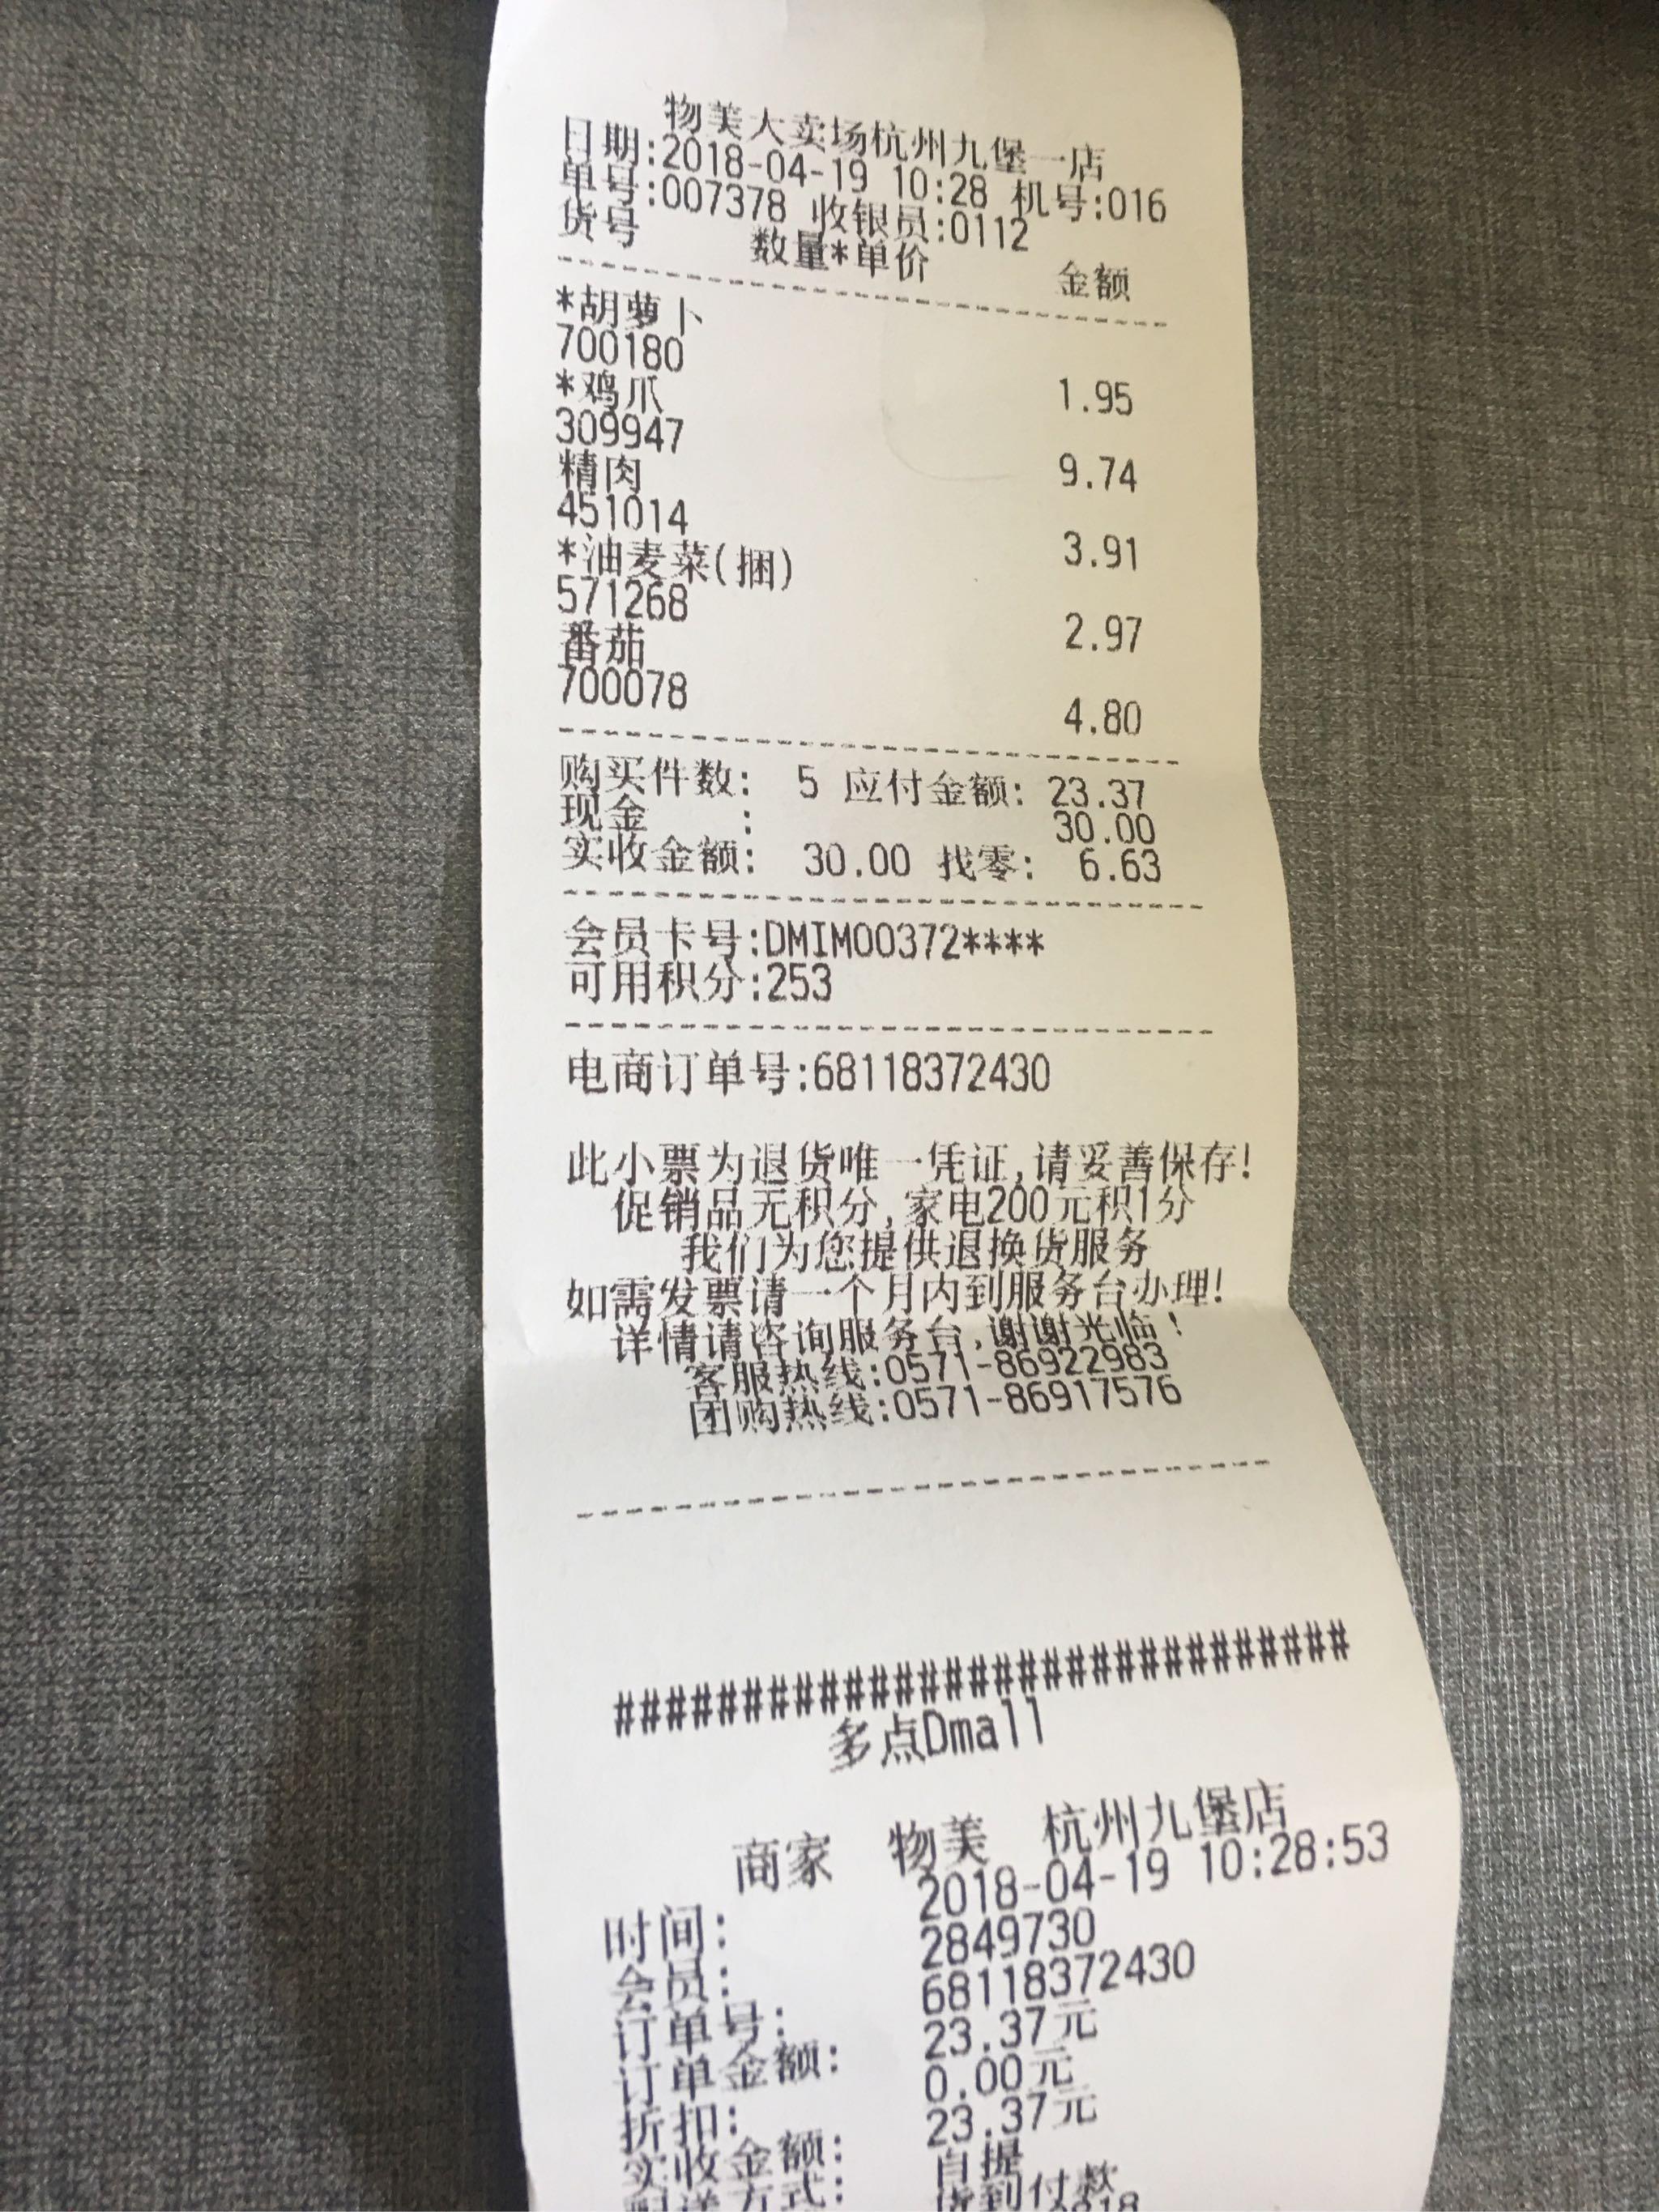 物美大卖场杭州九堡一店
日期:2018-04-19 10:28 机号:016
单号:007378 收银员:0112
货号 数量*单价 金额
--------------------------------
*胡萝卜
700180 1.95
*鸡爪
309947 9.74
精肉
451014 3.91
*油麦菜(捆)
571268 2.97
番茄
700078 4.80
--------------------------------
购买件数: 5 应付金额: 23.37
现金 : 30.00
实收金额: 30.00 找零: 6.63
--------------------------------
会员卡号:DMIM00372****
可用积分:253
--------------------------------
电商订单号:68118372430
此小票为退货唯一凭证,请妥善保存!
促销品无积分,家电200元积1分
我们为您提供退换货服务
如需发票请一个月内到服务台办理!
详情请咨询服务台,谢谢光临!
客服热线:0571-86922983
团购热线:0571-86917576
--------------------------------
#############################
多点Dmall
商家 物美 杭州九堡店
时间: 2018-04-19 10:28:53
会员: 2849730
订单号: 68118372430
订单金额: 23.37元
折扣: 0.00元
实收金额: 23.37元
配送方式: 自提
货到付款